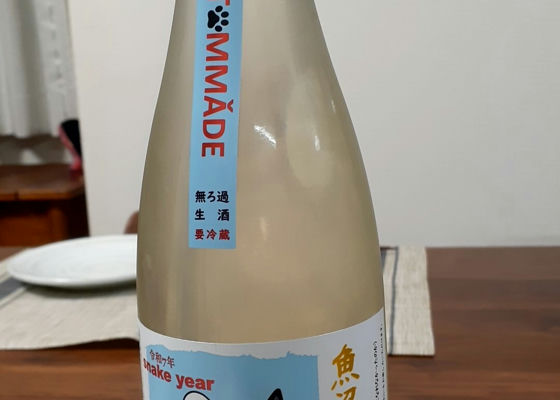 MMADE
無ろ過
生酒
要冷蔵
令和7年
snake year
魚沼